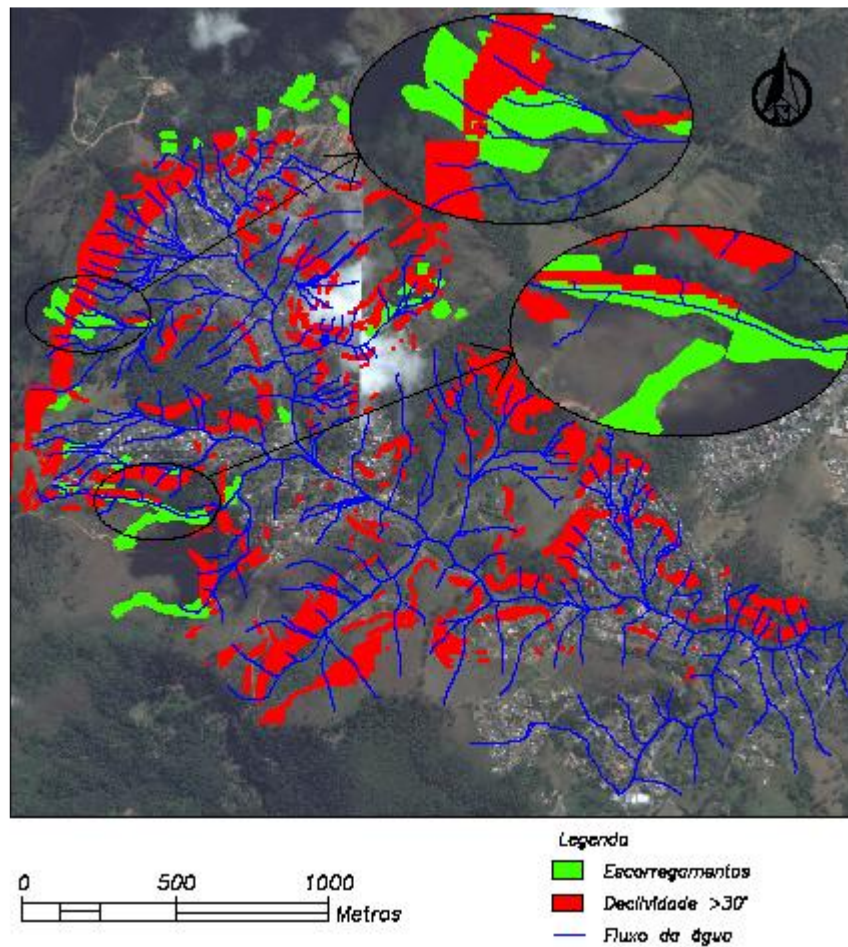 N
0 500 1000
Metros
Legenda
Escorregamentos
Declividade >30°
Fluxo da água